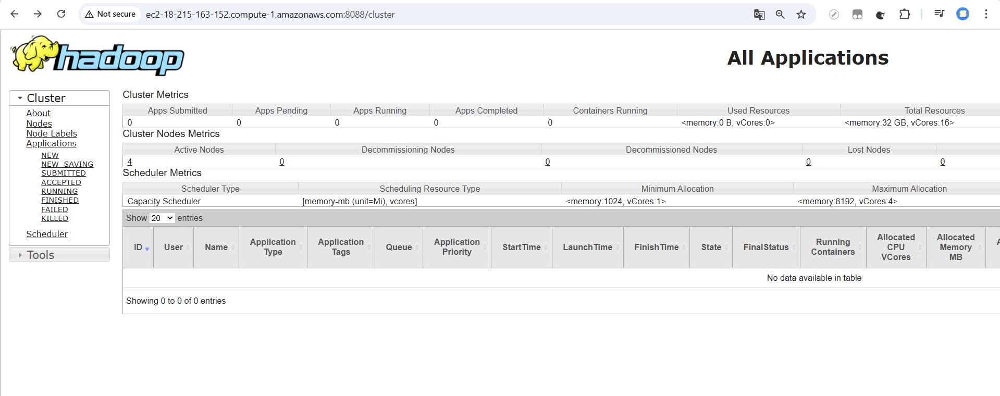 Not secure ec2-18-215-163-152.compute-1.amazonaws.com:8088/cluster
hadoop
All Applications
Cluster
About
Nodes
Node Labels
Applications
NEW
NEW_SAVING
SUBMITTED
ACCEPTED
RUNNING
FINISHED
FAILED
KILLED
Scheduler
Tools
Cluster Metrics
Apps Submitted Apps Pending Apps Running Apps Completed Containers Running Used Resources Total Resources
0 0 0 0 0 <memory:0 B, vCores:0> <memory:32 GB, vCores:16>
Cluster Nodes Metrics
Active Nodes Decommissioning Nodes Decommissioned Nodes Lost Nodes
4 0 0 0 0
Scheduler Metrics
Scheduler Type Scheduling Resource Type Minimum Allocation Maximum Allocation
Capacity Scheduler [memory-mb (unit=Mi), vcores] <memory:1024, vCores:1> <memory:8192, vCores:4>
Show 20 entries
ID User Name Application Type Application Tags Queue Application Priority StartTime LaunchTime FinishTime State FinalStatus Running Containers Allocated CPU VCores Allocated Memory MB
No data available in table
Showing 0 to 0 of 0 entries